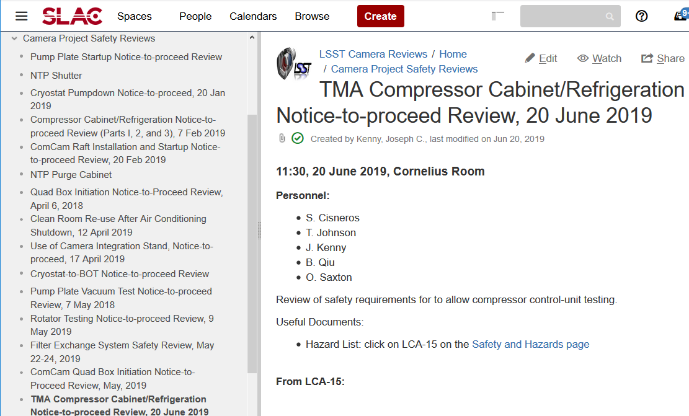 SLAC Spaces People Calendars Browse Create
Camera Project Safety Reviews
Pump Plate Startup Notice-to-proceed Review
NTP Shutter
Cryostat Pumpdown Notice-to-proceed, 20 Jan
2019
Compressor Cabinet/Refrigeration Notice-to-
proceed Review (Parts I, 2, and 3), 7 Feb 2019
ComCam Raft Installation and Startup Notice-
to-proceed Review, 20 Feb 2019
NTP Purge Cabinet
Quad Box Initiation Notice-to-Proceed Review,
April 6, 2018
Clean Room Re-use After Air Conditioning
Shutdown, 12 April 2019
Use of Camera Integration Stand, Notice-to-
proceed, 17 April 2019
Cryostat-to-BOT Notice-to-proceed Review
Pump Plate Vacuum Test Notice-to-proceed
Review, 7 May 2018
Rotator Testing Notice-to-proceed Review, 9
May 2019
Filter Exchange System Safety Review, May
22-24, 2019
ComCam Quad Box Initiation Notice-to-
Proceed Review, May, 2019
TMA Compressor Cabinet/Refrigeration
Notice-to-proceed Review, 20 June 2019
LSST
LSST Camera Reviews / Home
/ Camera Project Safety Reviews
Edit Watch Share
TMA Compressor Cabinet/Refrigeration
Notice-to-proceed Review, 20 June 2019
Created by Kenny, Joseph C., last modified on Jun 20, 2019
11:30, 20 June 2019, Cornelius Room
Personnel:
S. Cisneros
T. Johnson
J. Kenny
B. Qiu
O. Saxton
Review of safety requirements for to allow compressor control-unit testing.
Useful Documents:
Hazard List: click on LCA-15 on the Safety and Hazards page
From LCA-15: